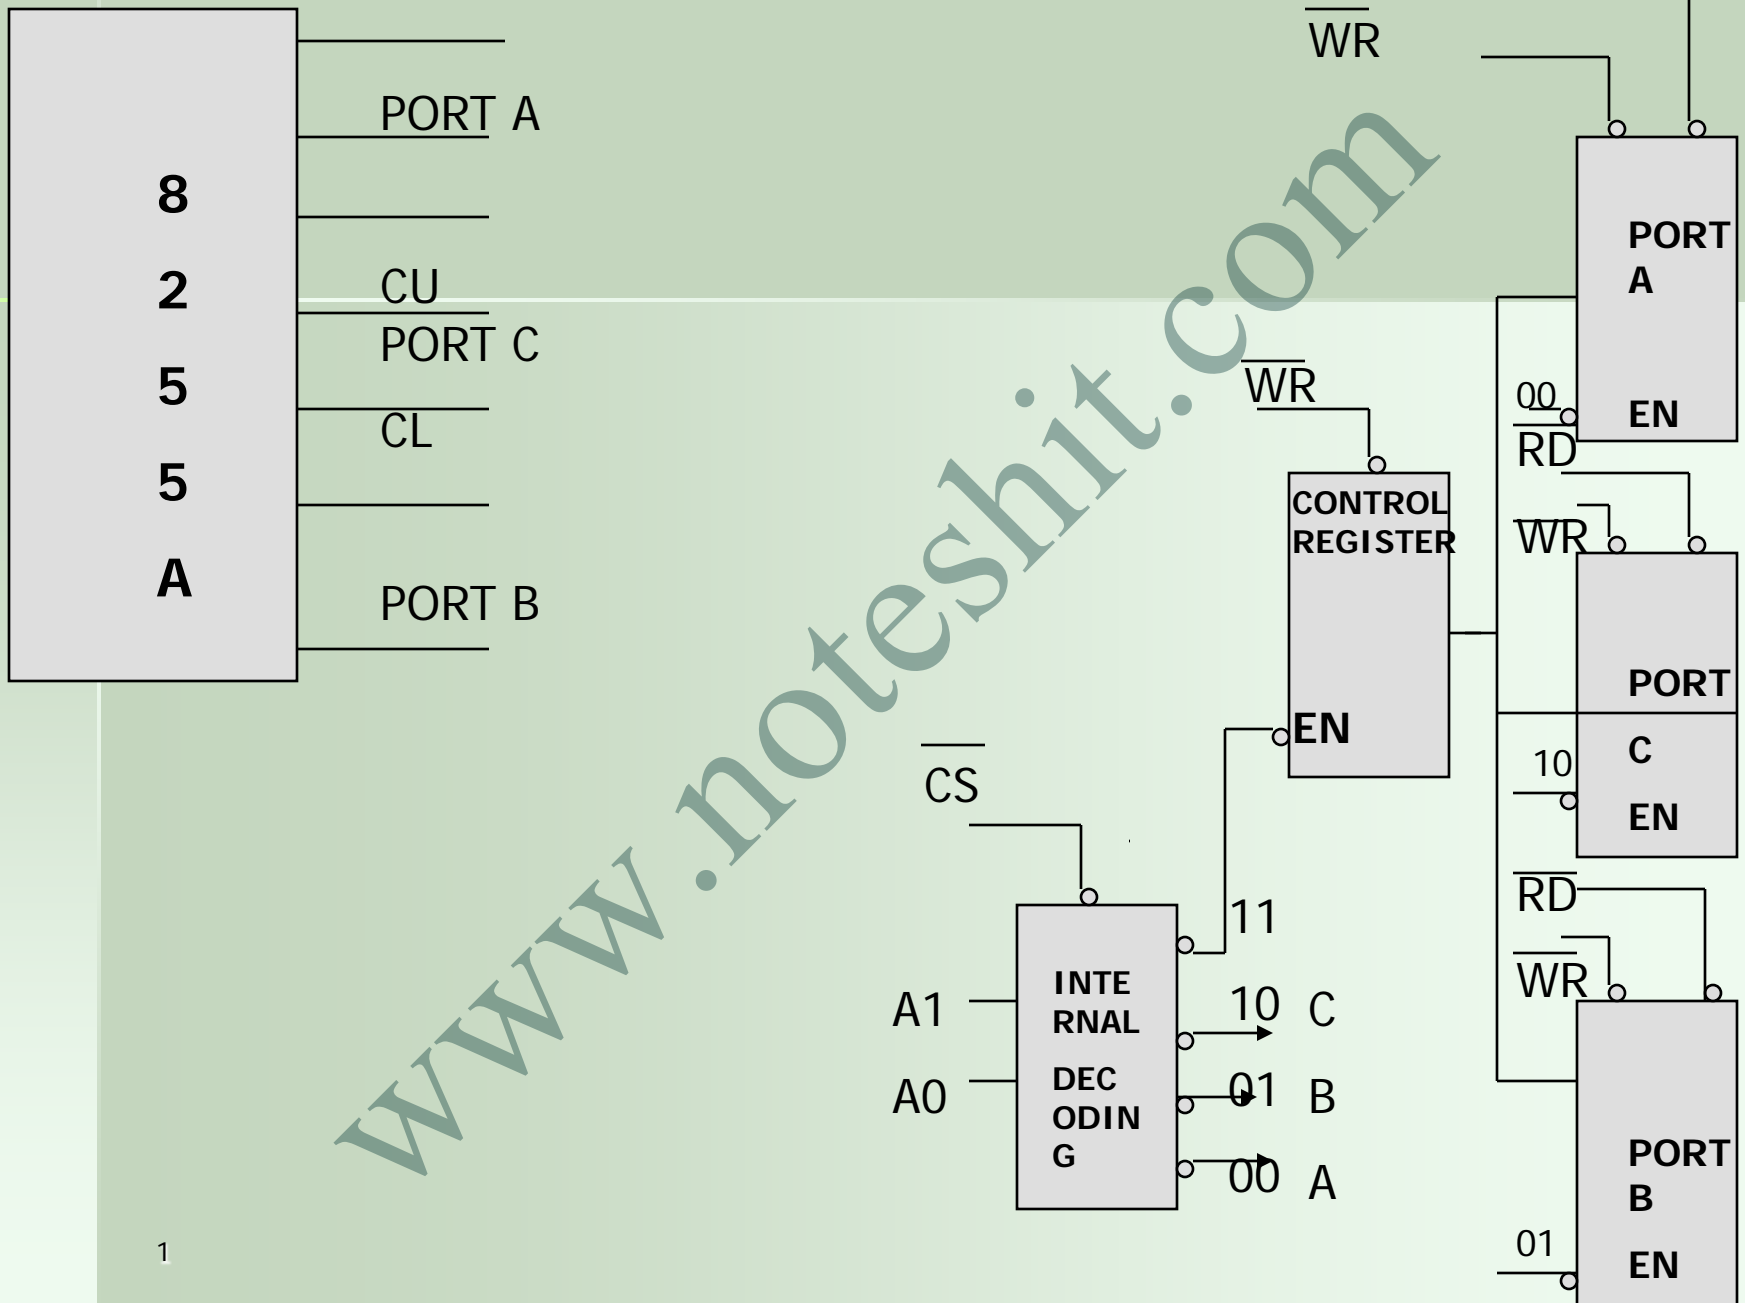 8
2
5
5
A
PORT A
CU
PORT C
CL
PORT B
WR
PORT
A
00
EN
RD
WR
WR
CONTROL
REGISTER
EN
PORT
C
10
EN
RD
WR
PORT
B
01
EN
CS
A1
A0
INTE
RNAL
DEC
ODIN
G
11
10 C
01 B
00 A
www.noteshit.com
1